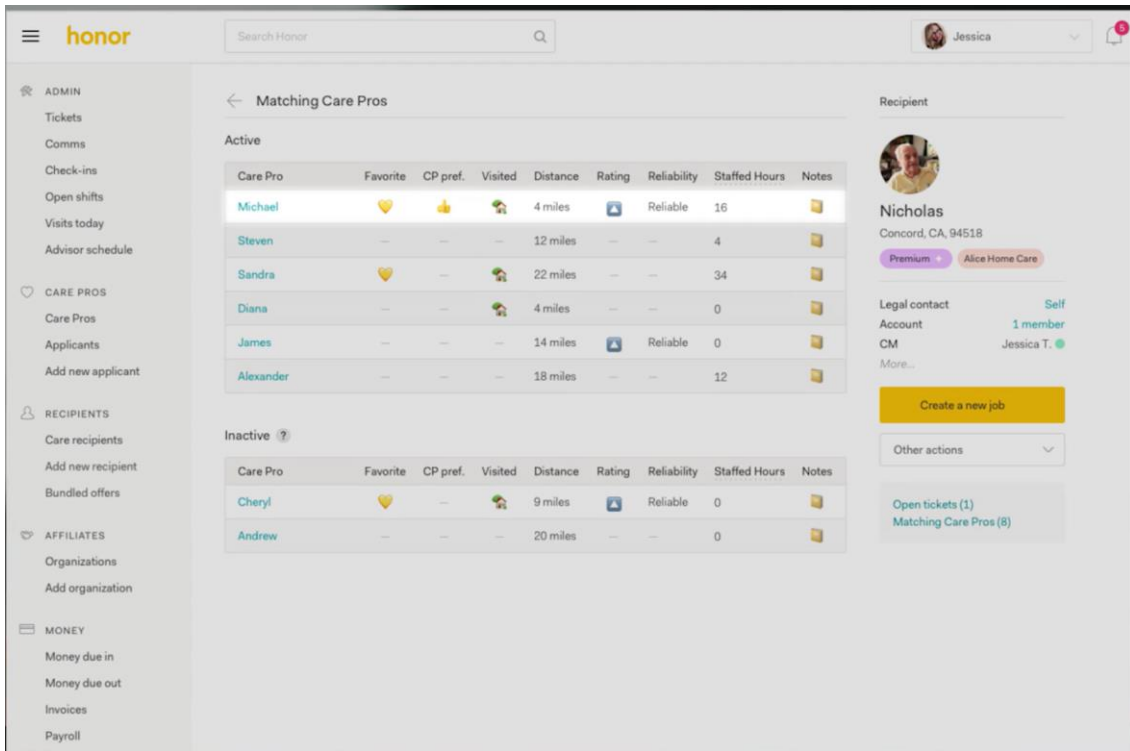 honor
Search Honor
Jessica
5
ADMIN
Tickets
Comms
Check-ins
Open shifts
Visits today
Advisor schedule
CARE PROS
Care Pros
Applicants
Add new applicant
RECIPIENTS
Care recipients
Add new recipient
Bundled offers
AFFILIATES
Organizations
Add organization
MONEY
Money due in
Money due out
Invoices
Payroll
Matching Care Pros
Active
Care Pro Favorite CP pref. Visited Distance Rating Reliability Staffed Hours Notes
Michael 4 miles Reliable 16
Steven — — — 12 miles — — 4
Sandra — 22 miles — — 34
Diana — — 4 miles — — 0
James — — — 14 miles Reliable 0
Alexander — — — 18 miles — — 12
Inactive ?
Care Pro Favorite CP pref. Visited Distance Rating Reliability Staffed Hours Notes
Cheryl — 9 miles Reliable 0
Andrew — — — 20 miles — — 0
Recipient
Nicholas
Concord, CA, 94518
Premium + Alice Home Care
Legal contact Self
Account 1 member
CM Jessica T.
More...
Create a new job
Other actions
Open tickets (1)
Matching Care Pros (8)